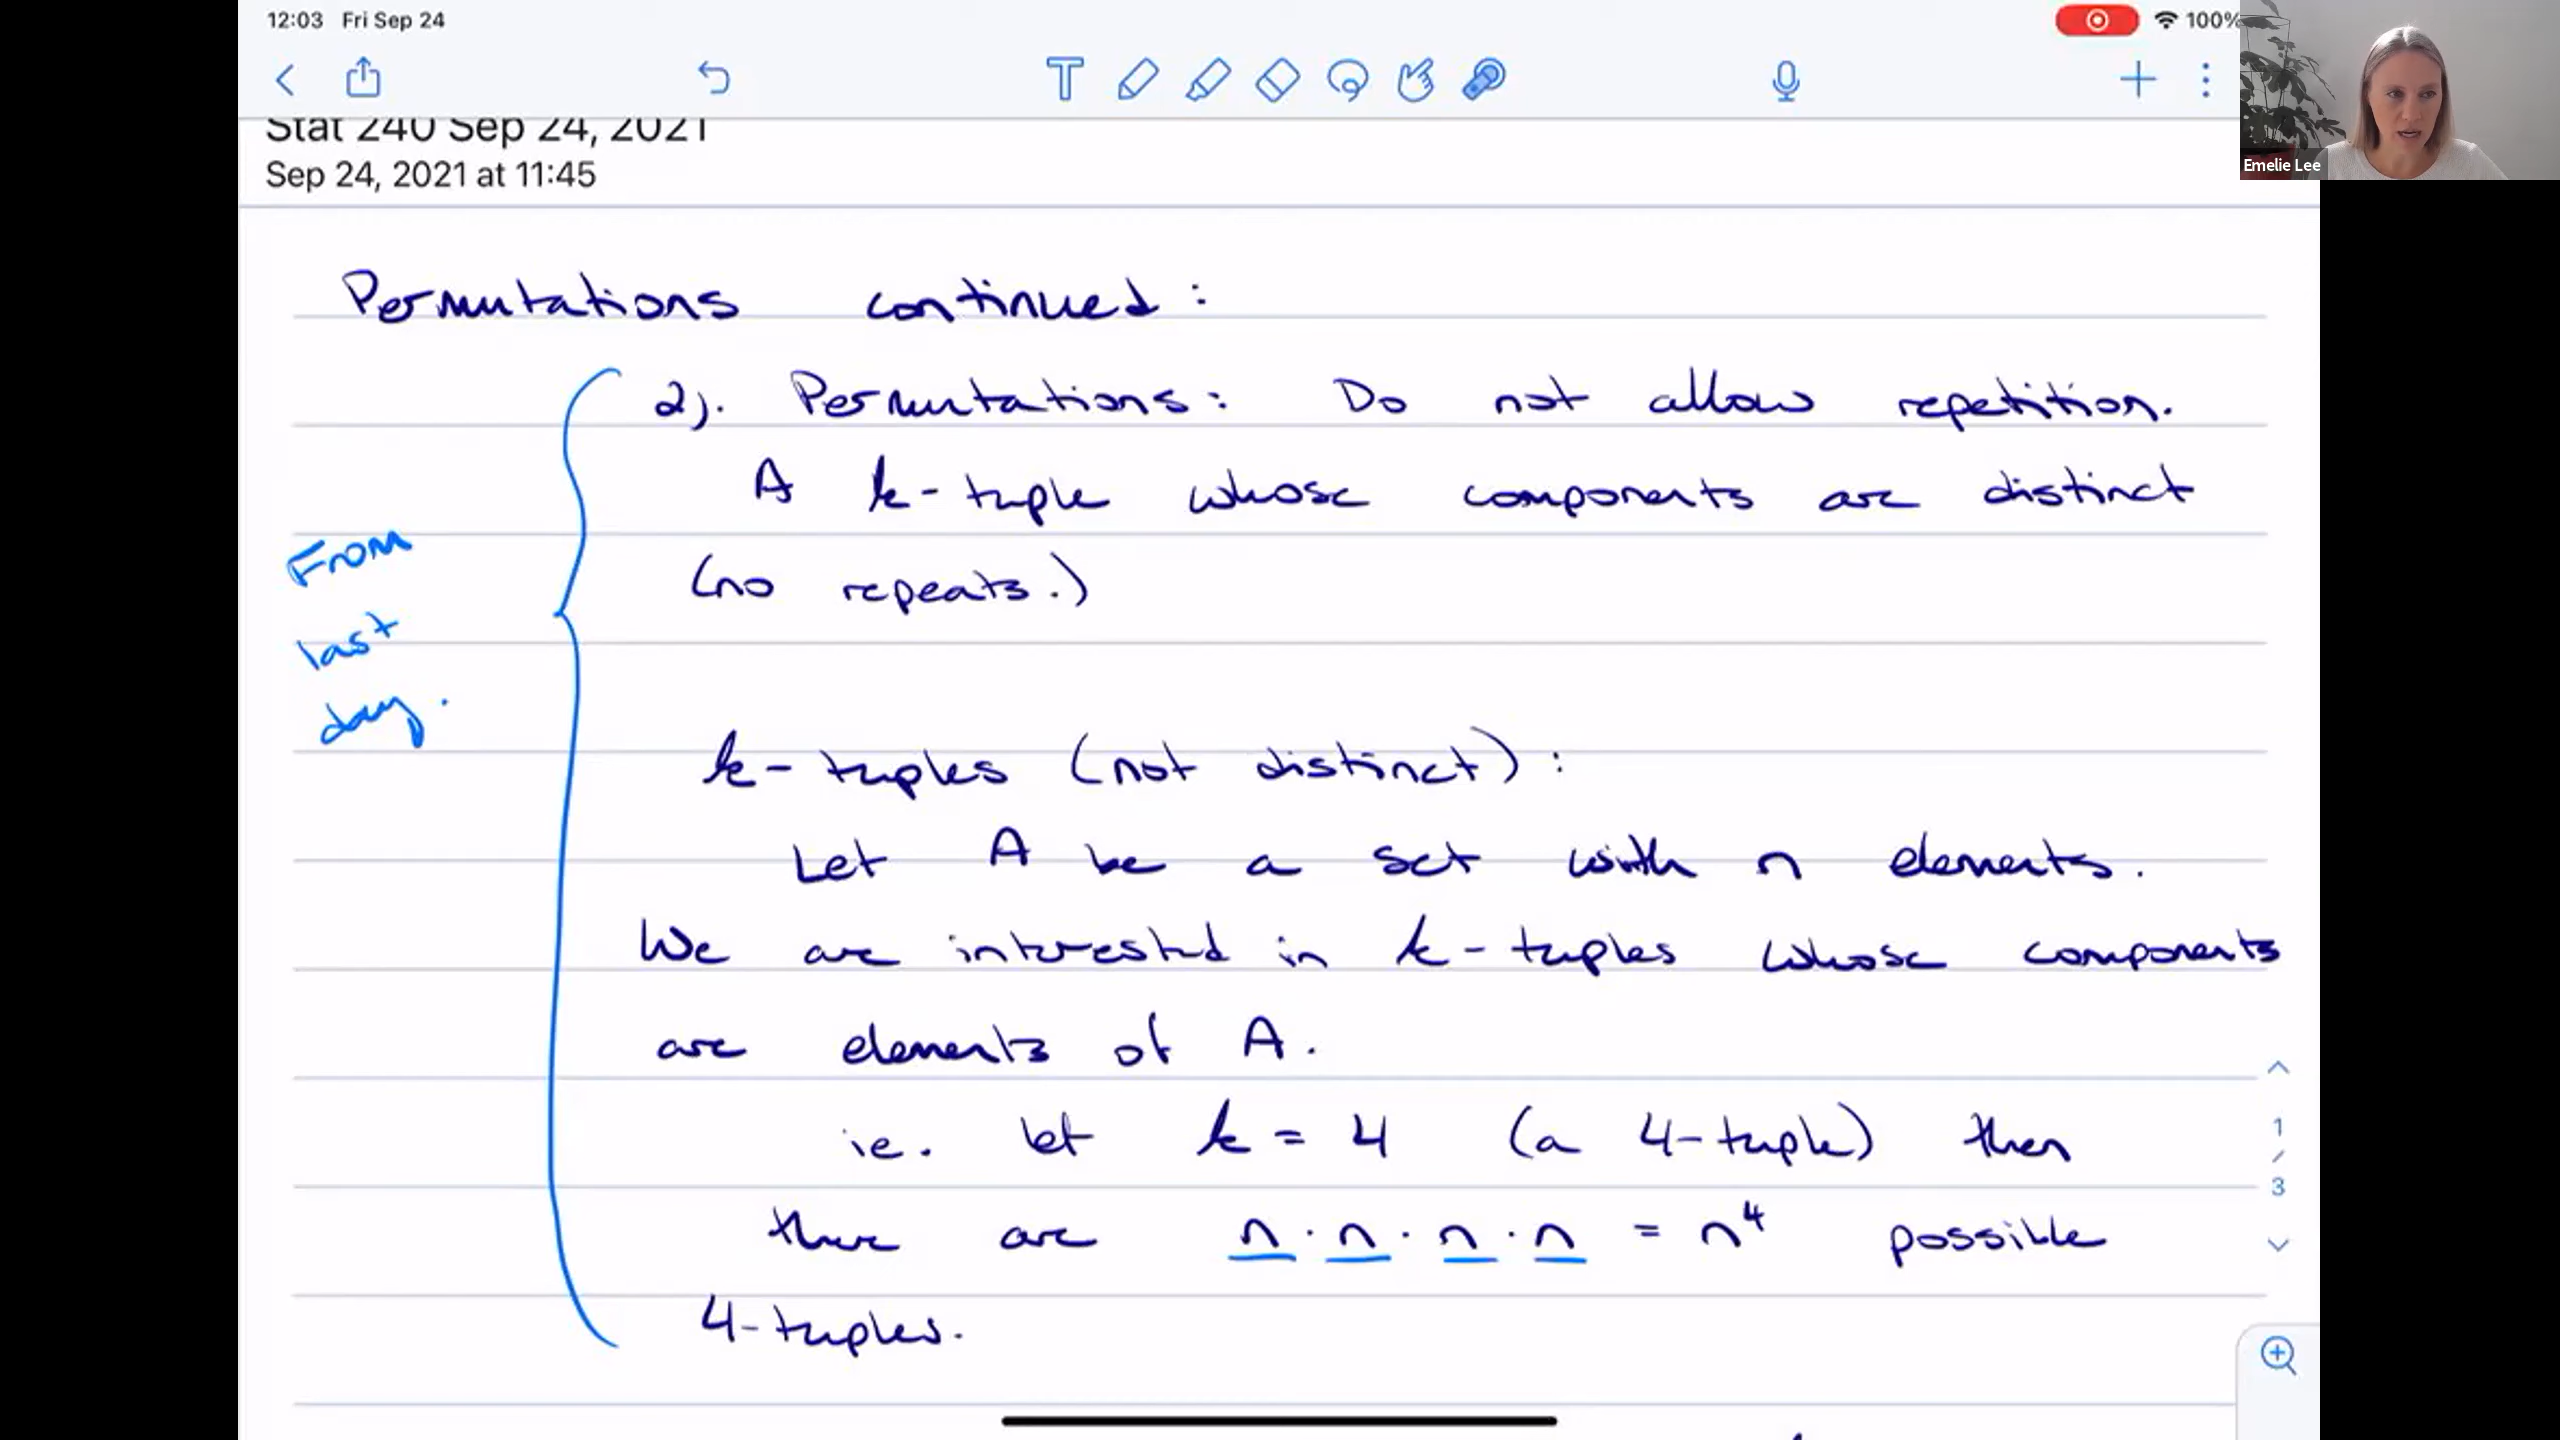 12:03 Fri Sep 24
100%
Stat 240 Sep 24, 2021
Sep 24, 2021 at 11:45
Emelie Lee
Permutations continued:
2). Permutations: Do not allow repetition.
A k-tuple whose components are distinct
(no repeats.)
From
last
day.
k-tuples (not distinct):
Let A be a set with n elements.
We are interested in k-tuples whose components
are elements of A.
ie. let k = 4 (a 4-tuple) then
there are n · n · n · n = n⁴ possible
4-tuples.
1
/
3